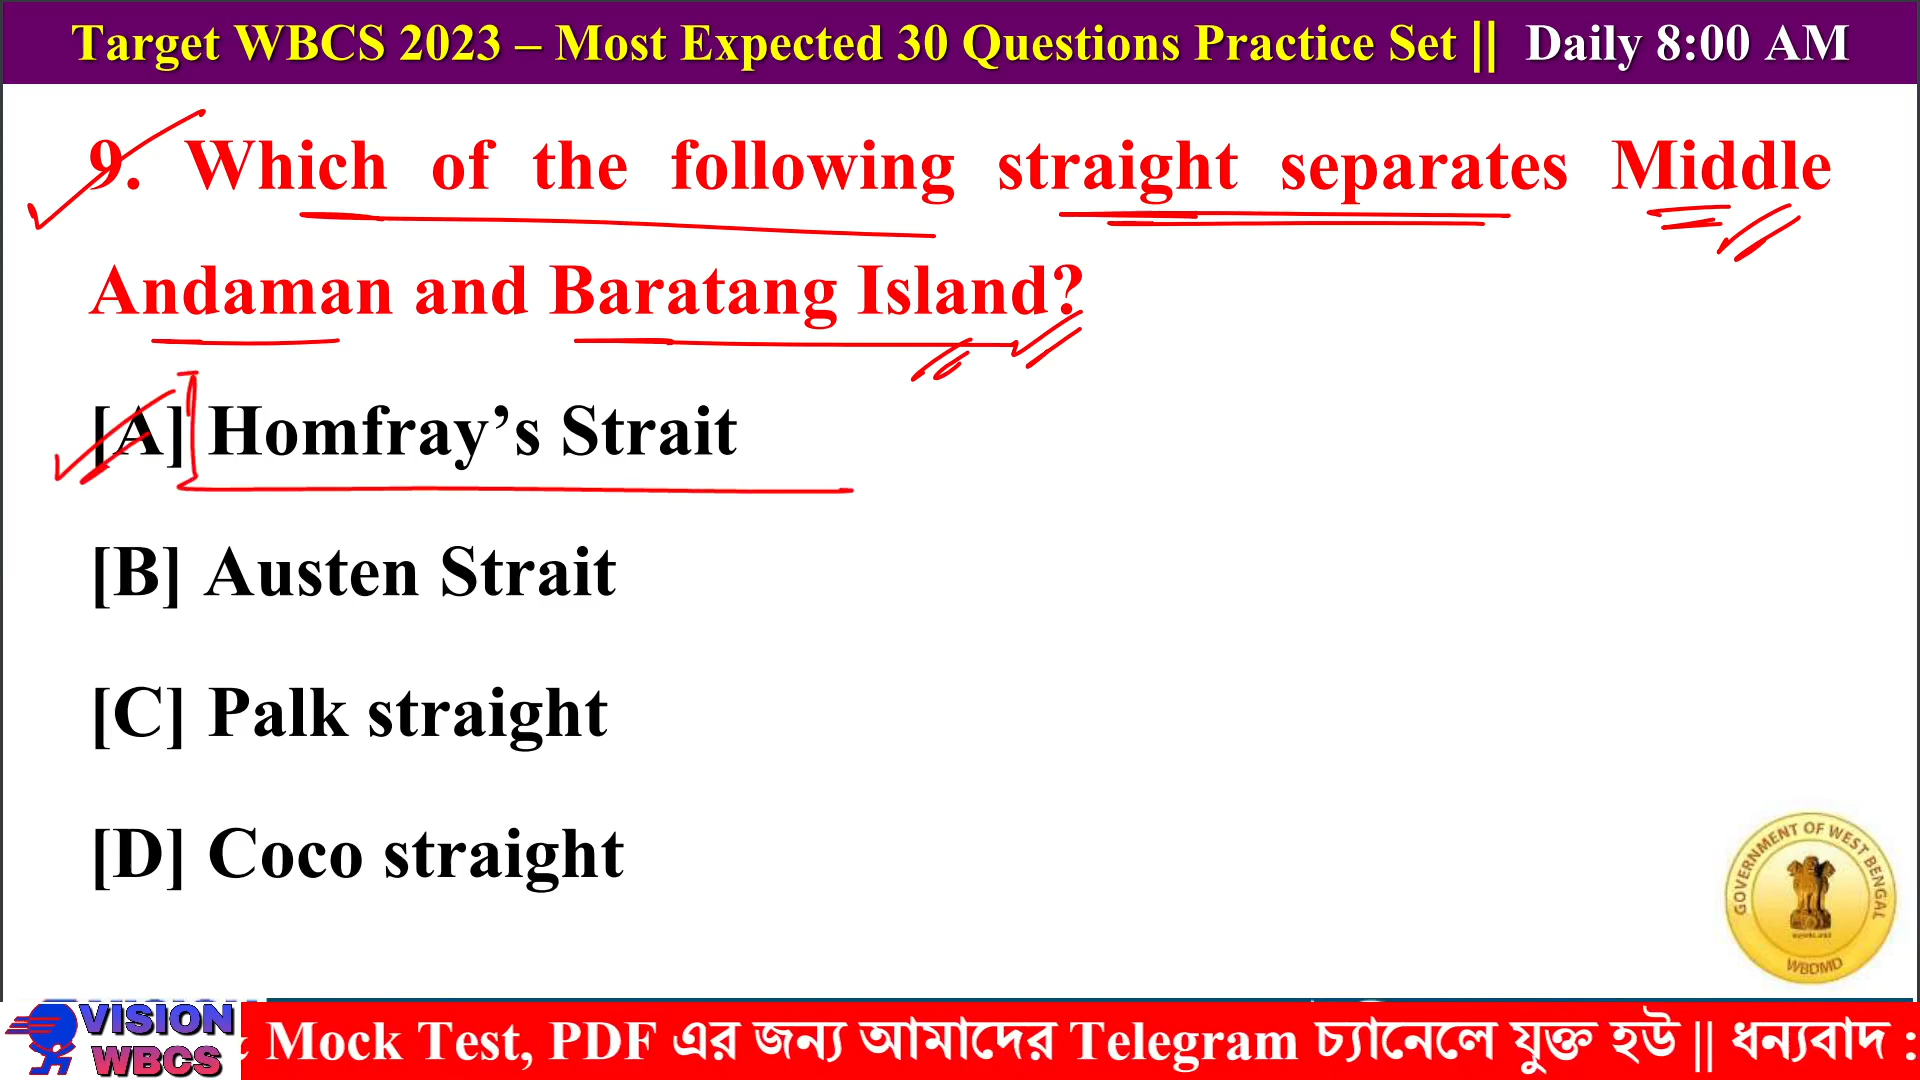 Target WBCS 2023 – Most Expected 30 Questions Practice Set || Daily 8:00 AM
9. Which of the following straight separates Middle
Andaman and Baratang Island?
[A] Homfray’s Strait
[B] Austen Strait
[C] Palk straight
[D] Coco straight
GOVERNMENT OF WEST BENGAL
WBDMD
VISION
WBCS
Mock Test, PDF এর জন্য আমাদের Telegram চ্যানেলে যুক্ত হউ || ধন্যবাদ :